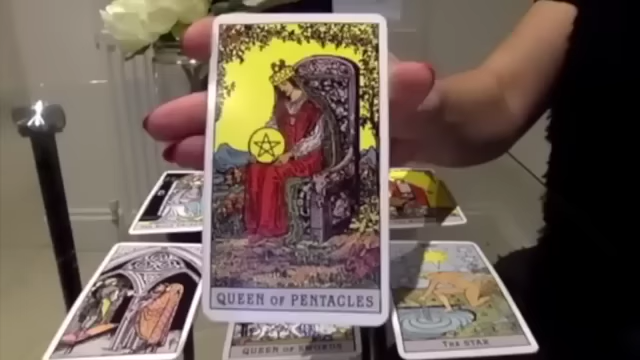 QUEEN OF PENTACLES
QUEEN OF SWORDS
THE STAR